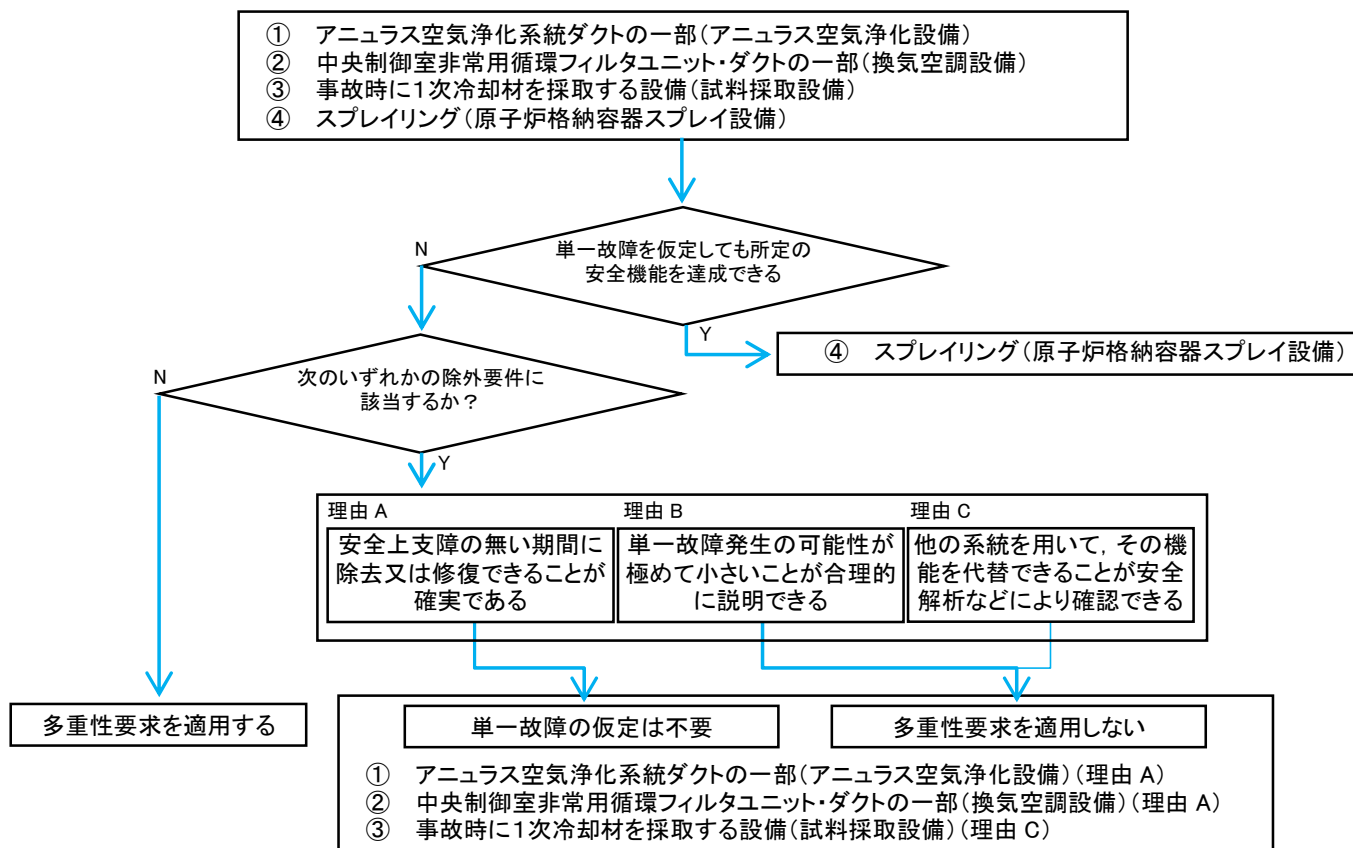 ① アニュラス空気浄化系統ダクトの一部(アニュラス空気浄化設備)
② 中央制御室非常用循環フィルタユニット・ダクトの一部(換気空調設備)
③ 事故時に1次冷却材を採取する設備(試料採取設備)
④ スプレイリング(原子炉格納容器スプレイ設備)
単一故障を仮定しても所定の
安全機能を達成できる
N
Y
④ スプレイリング(原子炉格納容器スプレイ設備)
次のいずれかの除外要件に
該当するか?
N
Y
理由 A
安全上支障の無い期間に
除去又は修復できることが
確実である
理由 B
単一故障発生の可能性が
極めて小さいことが合理的
に説明できる
理由 C
他の系統を用いて,その機
能を代替できることが安全
解析などにより確認できる
多重性要求を適用する
単一故障の仮定は不要
多重性要求を適用しない
① アニュラス空気浄化系統ダクトの一部(アニュラス空気浄化設備)(理由 A)
② 中央制御室非常用循環フィルタユニット・ダクトの一部(換気空調設備)(理由 A)
③ 事故時に1次冷却材を採取する設備(試料採取設備)(理由 C)